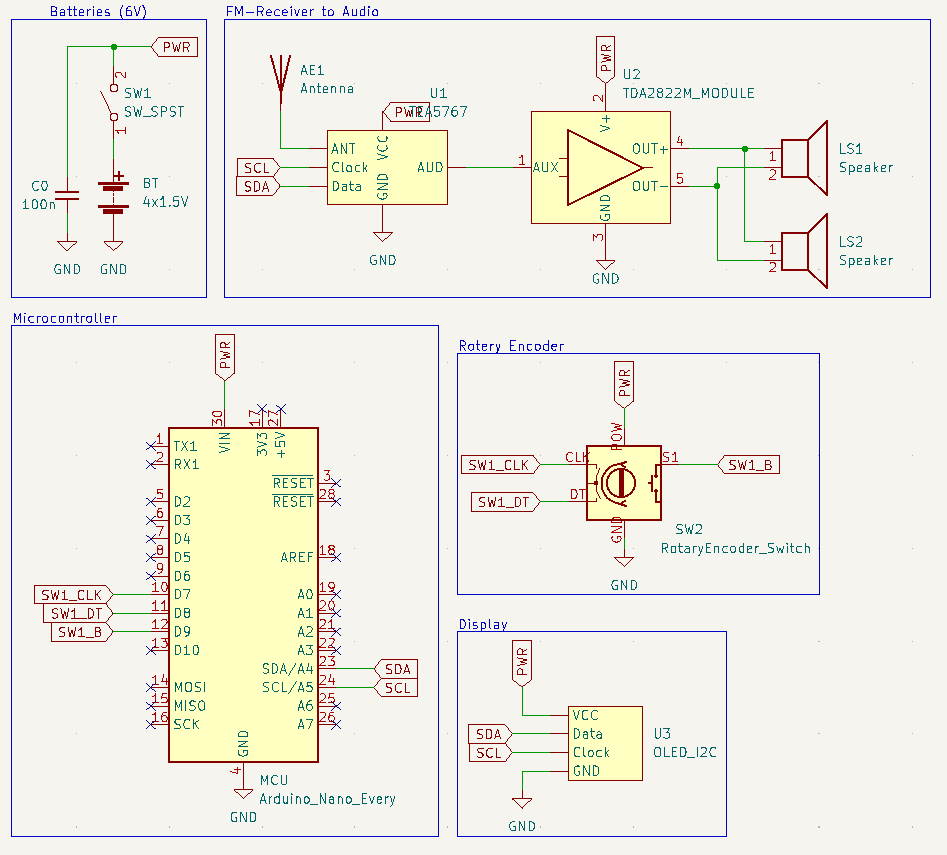 Batteries (6V)
PWR
2
SW1
SW_SPST
1
C0
100n
BT
4x1.5V
GND
GND
FM-Receiver to Audio
AE1
Antenna
U1
PWR
TEA5767
ANT
VCC
SCL
Clock
AUD
SDA
Data
GND
GND
PWR
U2
TDA2822M_MODULE
2
V+
1
AUX
OUT+
4
OUT-
5
GND
3
GND
1
2
LS1
Speaker
1
2
LS2
Speaker
Microcontroller
PWR
30
17
27
VIN
3V3
+5V
1
TX1
2
RX1
RESET
3
5
D2
RESET
28
6
D3
7
D4
8
D5
AREF
18
9
D6
SW1_CLK
10
D7
A0
19
SW1_DT
11
D8
A1
20
SW1_B
12
D9
A2
21
13
D10
A3
22
SDA/A4
23
SDA
14
MOSI
SCL/A5
24
SCL
15
MISO
A6
25
16
SCK
A7
26
GND
4
MCU
Arduino_Nano_Every
GND
Rotery Encoder
PWR
POW
SW1_CLK
CLK
S1
SW1_B
SW1_DT
DT
GND
SW2
RotaryEncoder_Switch
GND
Display
PWR
VCC
SDA
Data
U3
SCL
Clock
OLED_I2C
GND
GND